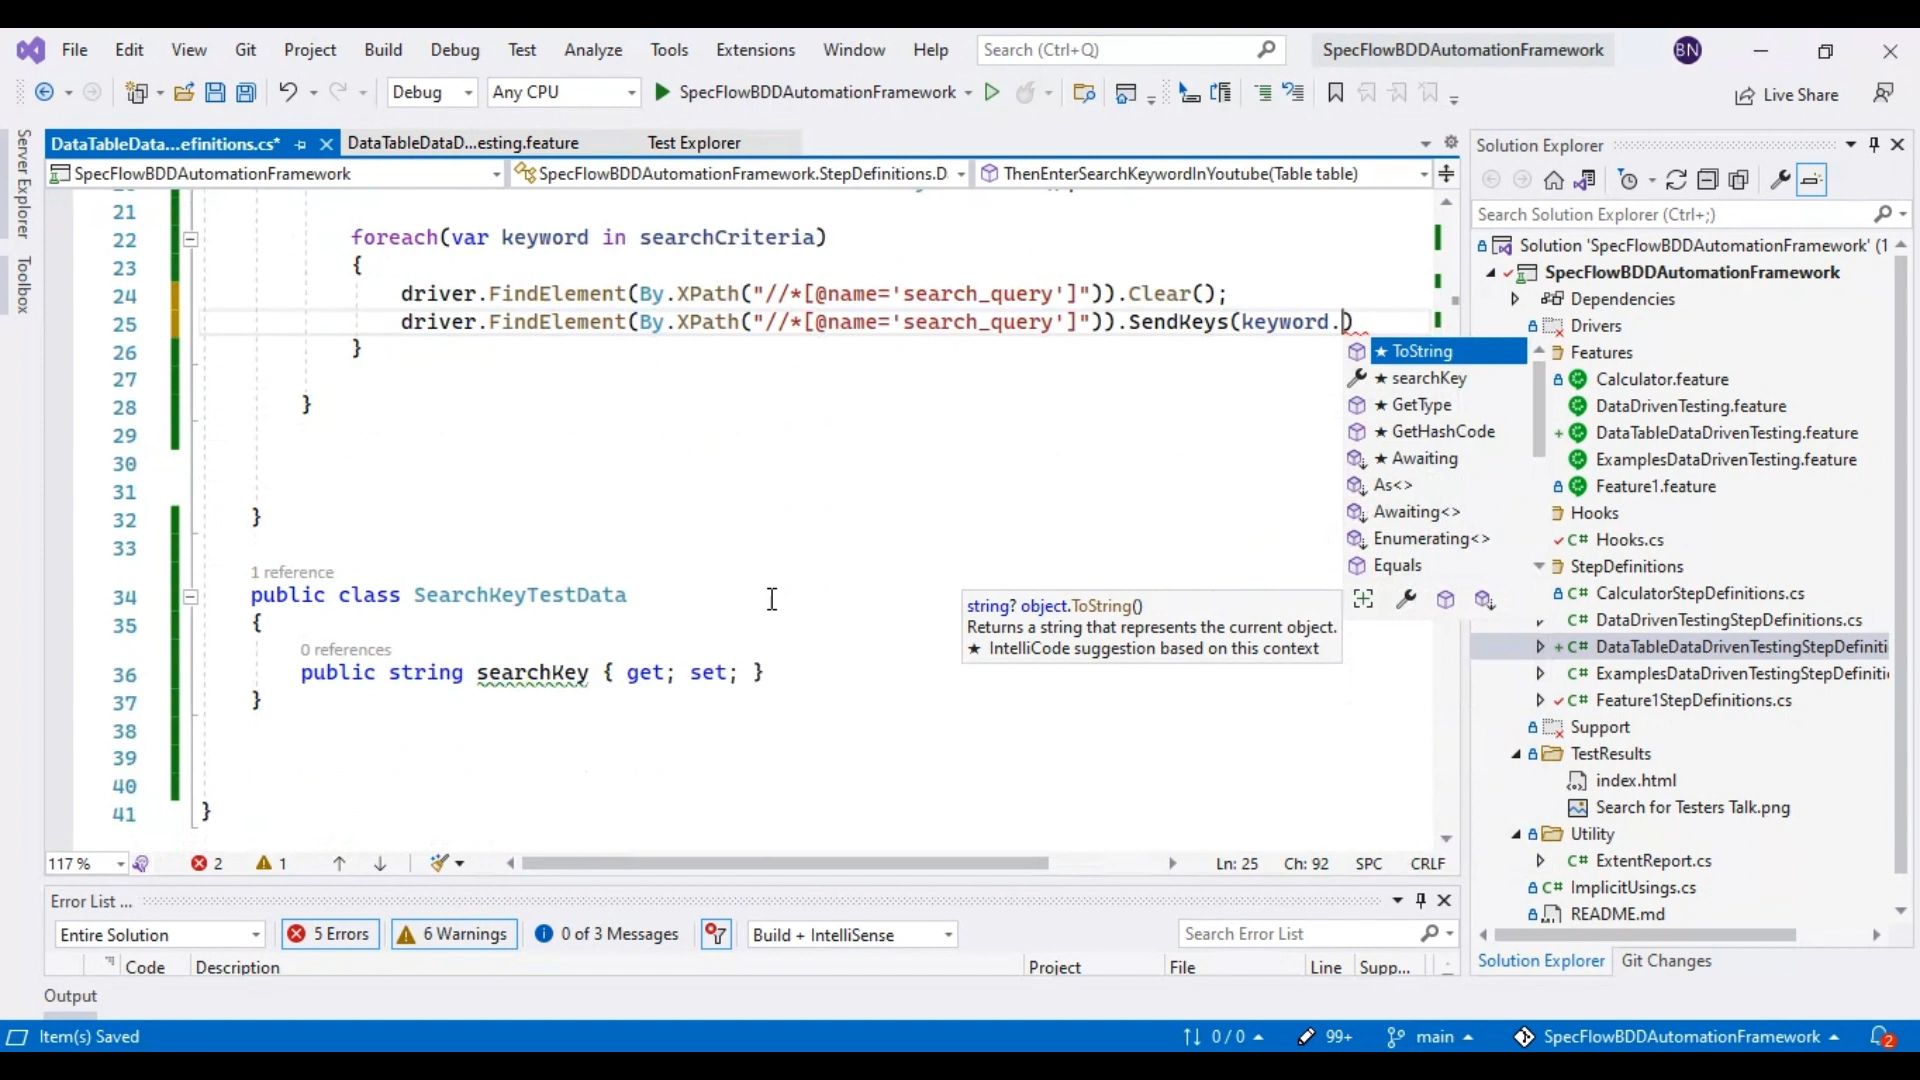 File Edit View Git Project Build Debug Test Analyze Tools Extensions Window Help Search (Ctrl+Q) SpecFlowBDDAutomationFramework BN
Debug Any CPU SpecFlowBDDAutomationFramework Live Share
Server Explorer
Toolbox
DataTableData...efinitions.cs* DataTableDataD...esting.feature Test Explorer
SpecFlowBDDAutomationFramework SpecFlowBDDAutomationFramework.StepDefinitions.D ThenEnterSearchKeywordInYoutube(Table table)
21
22 foreach(var keyword in searchCriteria)
23 {
24 driver.FindElement(By.XPath("//*[@name='search_query']")).Clear();
25 driver.FindElement(By.XPath("//*[@name='search_query']")).SendKeys(keyword.)
26 }
27
28 }
29
30
31
32 }
33
1 reference
34 public class SearchKeyTestData
35 {
0 references
36 public string searchKey { get; set; }
37 }
38
39
40
41 }
★ ToString
★ searchKey
★ GetType
★ GetHashCode
★ Awaiting
As<>
Awaiting<>
Enumerating<>
Equals
string? object.ToString()
Returns a string that represents the current object.
★ IntelliCode suggestion based on this context
117 % 2 1 Ln: 25 Ch: 92 SPC CRLF
Error List ...
Entire Solution 5 Errors 6 Warnings 0 of 3 Messages Build + IntelliSense Search Error List
Code Description Project File Line Supp...
Output
Solution Explorer
Search Solution Explorer (Ctrl+;)
Solution 'SpecFlowBDDAutomationFramework' (1
SpecFlowBDDAutomationFramework
Dependencies
Drivers
Features
Calculator.feature
DataDrivenTesting.feature
DataTableDataDrivenTesting.feature
ExamplesDataDrivenTesting.feature
Feature1.feature
Hooks
C# Hooks.cs
StepDefinitions
C# CalculatorStepDefinitions.cs
C# DataDrivenTestingStepDefinitions.cs
C# DataTableDataDrivenTestingStepDefiniti
C# ExamplesDataDrivenTestingStepDefiniti
C# Feature1StepDefinitions.cs
Support
TestResults
index.html
Search for Testers Talk.png
Utility
C# ExtentReport.cs
C# ImplicitUsings.cs
README.md
Solution Explorer Git Changes
Item(s) Saved 0 / 0 99+ main SpecFlowBDDAutomationFramework 2